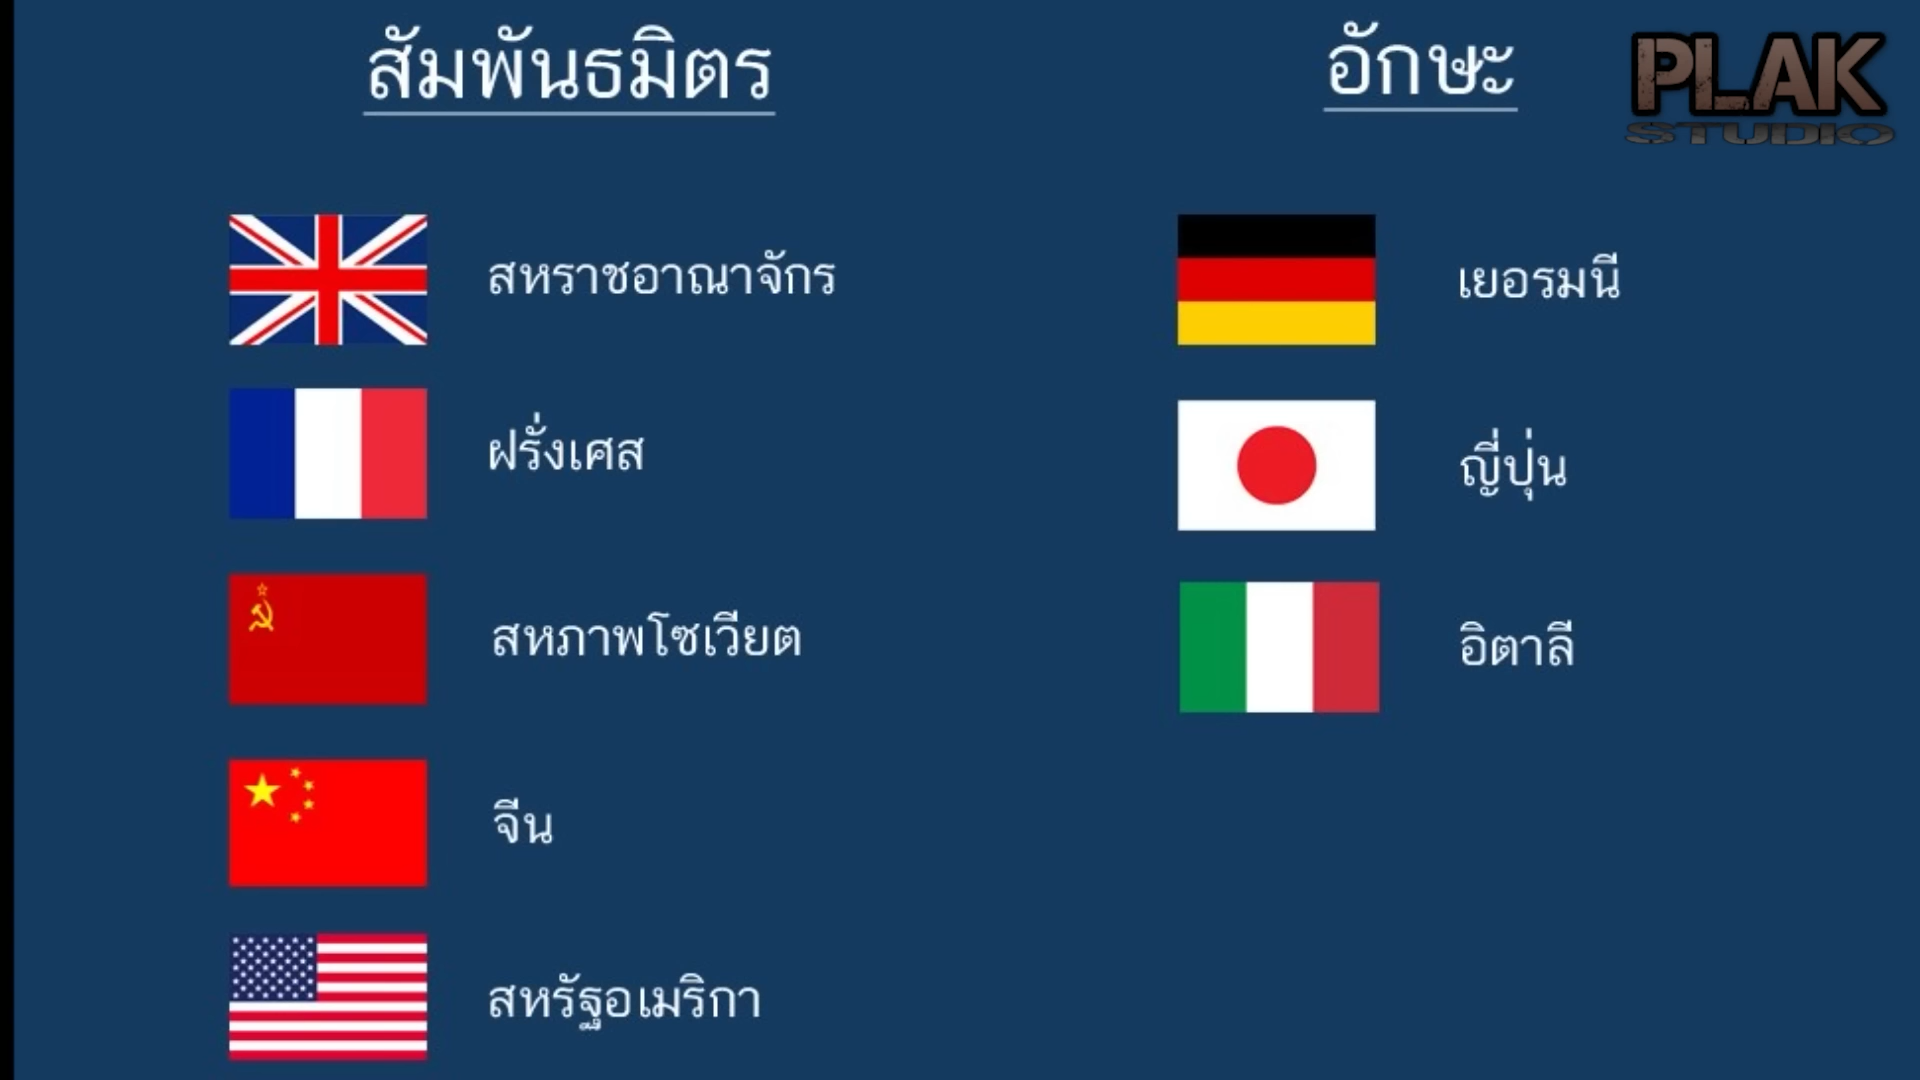 สัมพันธมิตร
อักษะ
PLAK
STUDIO
สหราชอาณาจักร
เยอรมนี
ฝรั่งเศส
ญี่ปุ่น
สหภาพโซเวียต
อิตาลี
จีน
สหรัฐอเมริกา